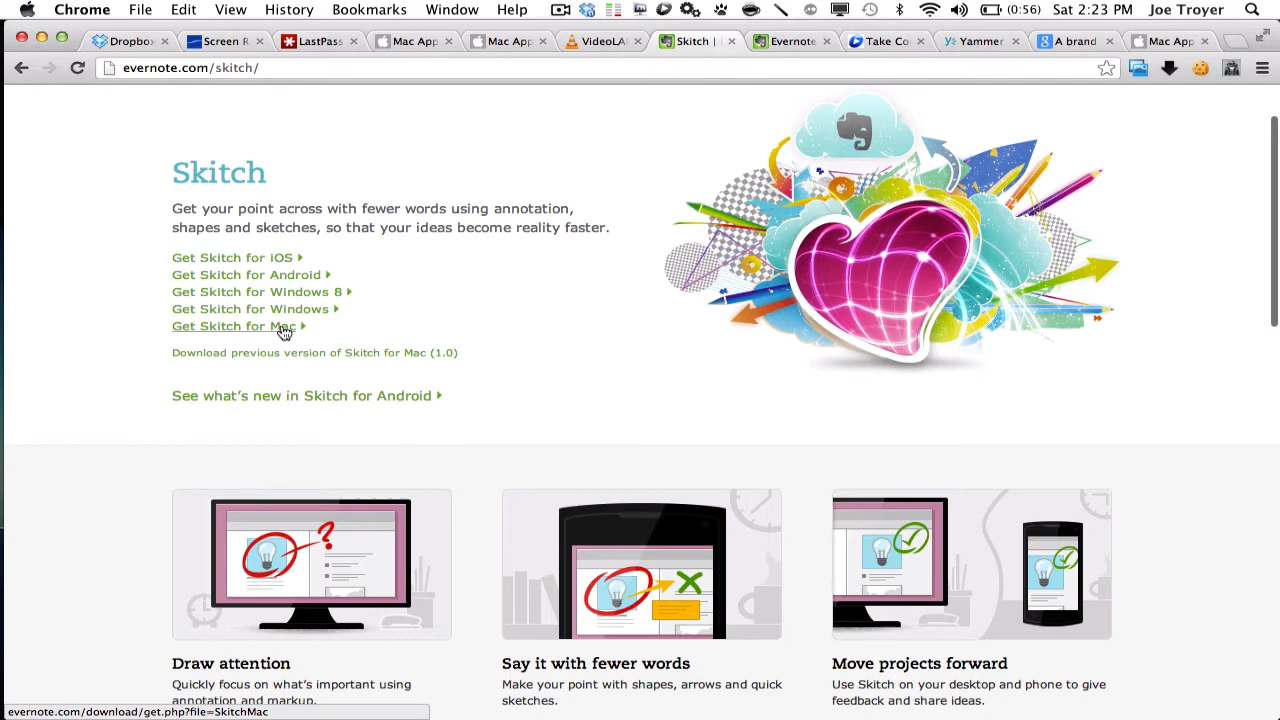 Chrome File Edit View History Bookmarks Window Help (0:56) Sat 2:23 PM Joe Troyer
Dropbox Screen R LastPass Mac App Mac App VideoLA Skitch | Evernote Take Co Yammer A brand Mac App
evernote.com/skitch/
Skitch
Get your point across with fewer words using annotation,
shapes and sketches, so that your ideas become reality faster.
Get Skitch for iOS
Get Skitch for Android
Get Skitch for Windows 8
Get Skitch for Windows
Get Skitch for Mac
Download previous version of Skitch for Mac (1.0)
See what's new in Skitch for Android
Draw attention
Quickly focus on what's important using
annotation and markup.
Say it with fewer words
Make your point with shapes, arrows and quick
sketches.
Move projects forward
Use Skitch on your desktop and phone to give
feedback and share ideas.
evernote.com/download/get.php?file=SkitchMac